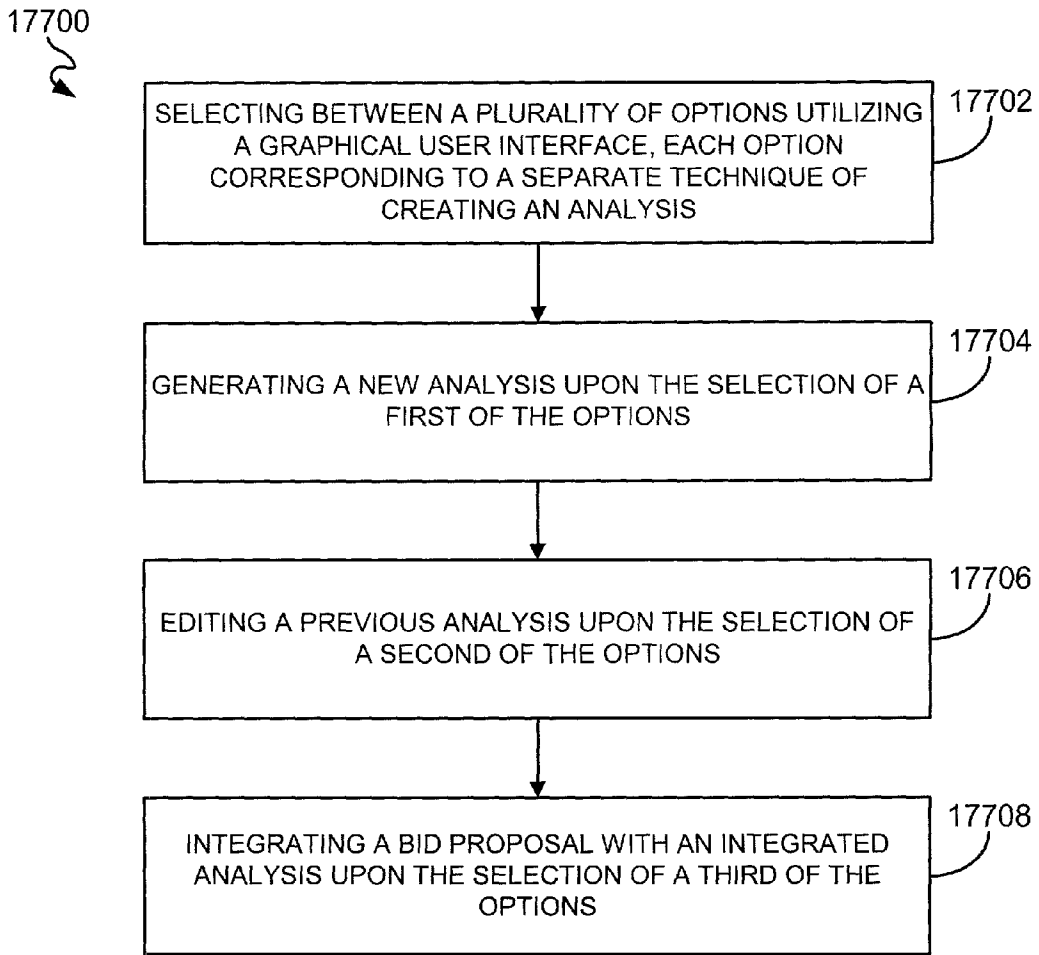 17700
SELECTING BETWEEN A PLURALITY OF OPTIONS UTILIZING
A GRAPHICAL USER INTERFACE, EACH OPTION
CORRESPONDING TO A SEPARATE TECHNIQUE OF
CREATING AN ANALYSIS
17702
GENERATING A NEW ANALYSIS UPON THE SELECTION OF A
FIRST OF THE OPTIONS
17704
EDITING A PREVIOUS ANALYSIS UPON THE SELECTION OF
A SECOND OF THE OPTIONS
17706
INTEGRATING A BID PROPOSAL WITH AN INTEGRATED
ANALYSIS UPON THE SELECTION OF A THIRD OF THE
OPTIONS
17708